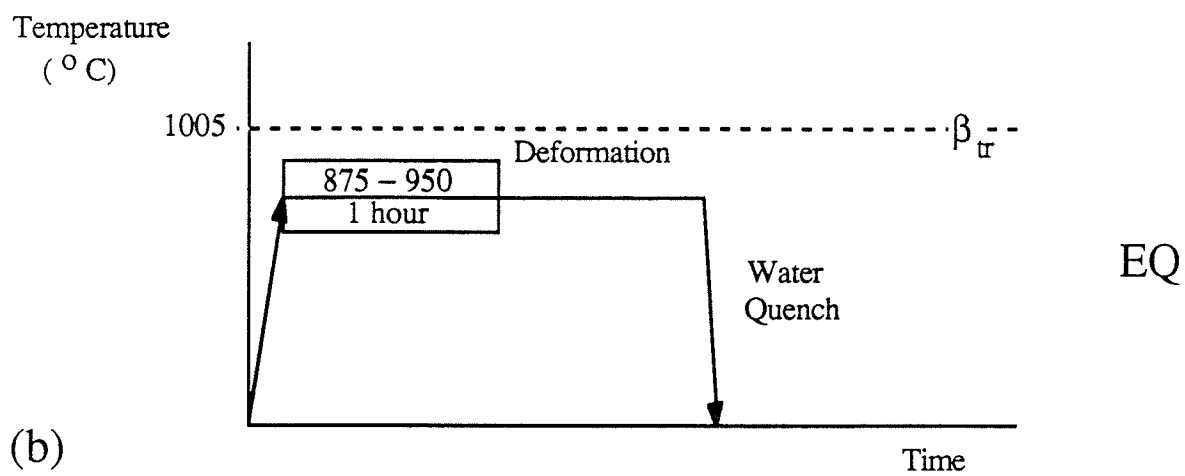 Temperature
( ° C)
1005
β tr
Deformation
875 – 950
1 hour
Water
Quench
EQ
(b)
Time